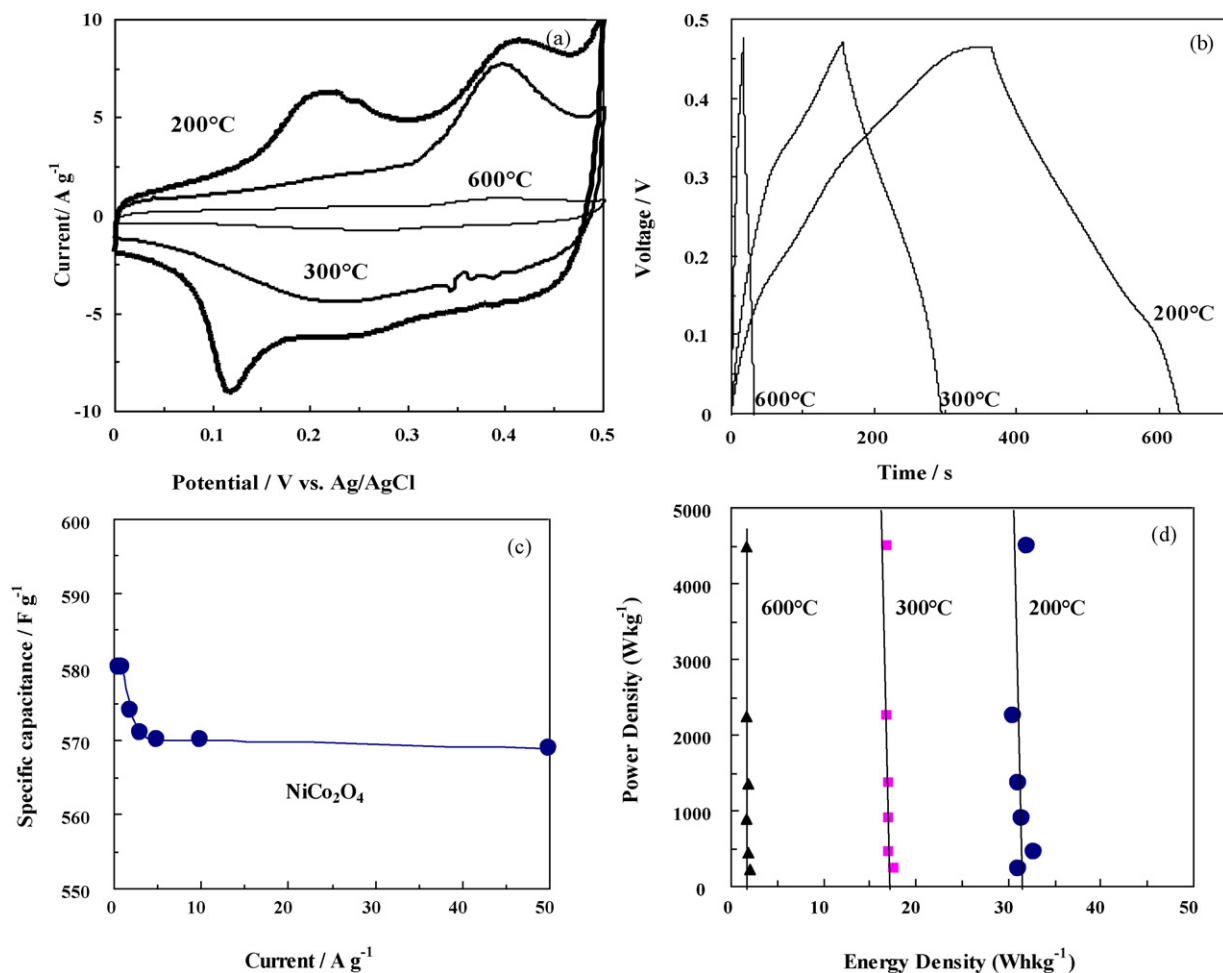 (a)
10
5
0
-5
-10
200°C
600°C
300°C
Current/ A g⁻¹
0 0.1 0.2 0.3 0.4 0.5
Potential / V vs. Ag/AgCl
(b)
0.5
0.4
0.3
0.2
0.1
0
Voltage / V
200°C
600°C 300°C
0 200 400 600
Time / s
(c)
600
590
580
570
560
550
Specific capacitance / F g⁻¹
NiCo₂O₄
0 10 20 30 40 50
Current / A g⁻¹
(d)
5000
4000
3000
2000
1000
0
Power Density (Wkg⁻¹)
600°C 300°C 200°C
0 10 20 30 40 50
Energy Density (Whkg⁻¹)